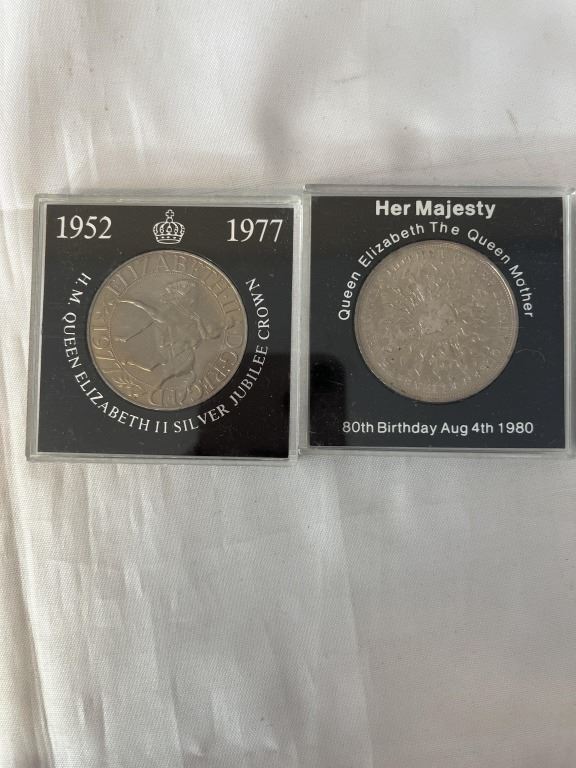 1952 1977
H.M. QUEEN ELIZABETH II SILVER JUBILEE CROWN
ELIZABETH II D·G·REG
1977
Her Majesty
Queen Elizabeth The Queen Mother
80th Birthday Aug 4th 1980